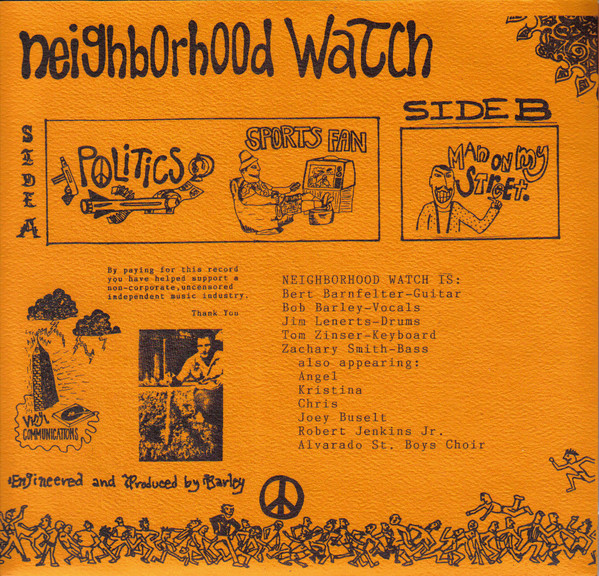 neighborhood Watch
SIDE A
POLITICS
SPORTS FAN
SIDE B
MAN ON MY
STREET.
By paying for this record
you have helped support a
non-corporate,uncensored
independent music industry.
Thank You
NEIGHBORHOOD WATCH IS:
Bert Barnfelter-Guitar
Bob Barley-Vocals
Jim Lenerts-Drums
Tom Zinser-Keyboard
Zachary Smith-Bass
also appearing:
Angel
Kristina
Chris
Joey Buselt
Robert Jenkins Jr.
Alvarado St. Boys Choir
COMMUNICATIONS
Engineered and Produced by Barley